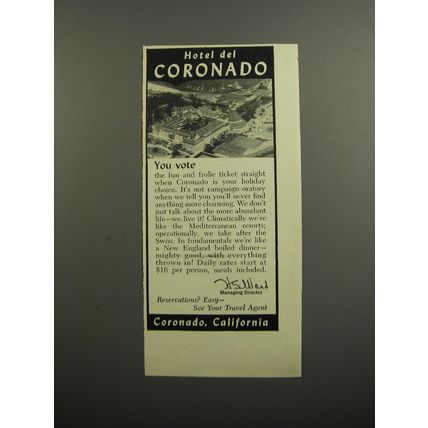 Hotel del
CORONADO
You vote
the fun and frolic ticket straight
when Coronado is your holiday
choice. It's not campaign oratory
when we tell you you'll never find
anything more charming. We don't
just talk about the more abundant
life—we live it! Climatically we're
like the Mediterranean resorts;
operationally, we take after the
Swiss. In fundamentals we're like
a New England boiled dinner—
mighty good, with everything
thrown in! Daily rates start at
$16 per person, meals included.
H S Ward
Managing Director
Reservations? Easy—
See Your Travel Agent
Coronado, California